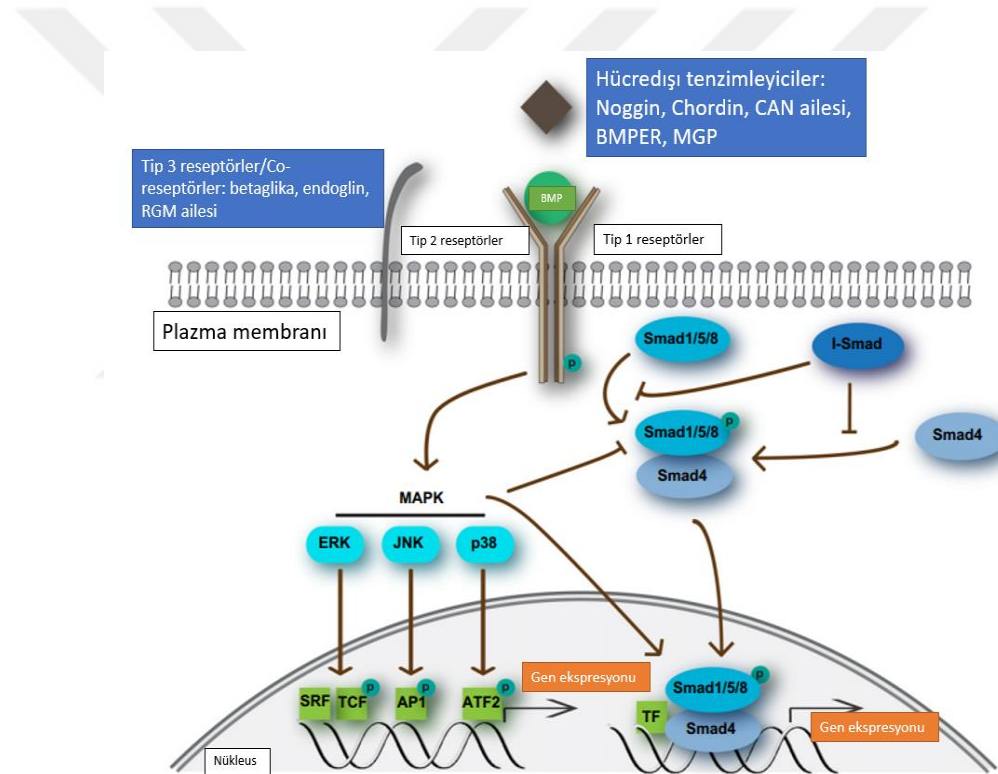 Hücredışı tenzimleyiciler:
Noggin, Chordin, CAN ailesi,
BMPER, MGP
Tip 3 reseptörler/Co-
reseptörler: betaglika, endoglin,
RGM ailesi
BMP
Tip 2 reseptörler
Tip 1 reseptörler
Plazma membranı
p
Smad1/5/8
I-Smad
Smad1/5/8
p
Smad4
Smad4
MAPK
ERK
JNK
p38
Gen ekspresyonu
SRF
TCF
p
AP1
p
ATF2
p
TF
Smad1/5/8
p
Smad4
Gen ekspresyonu
Nükleus